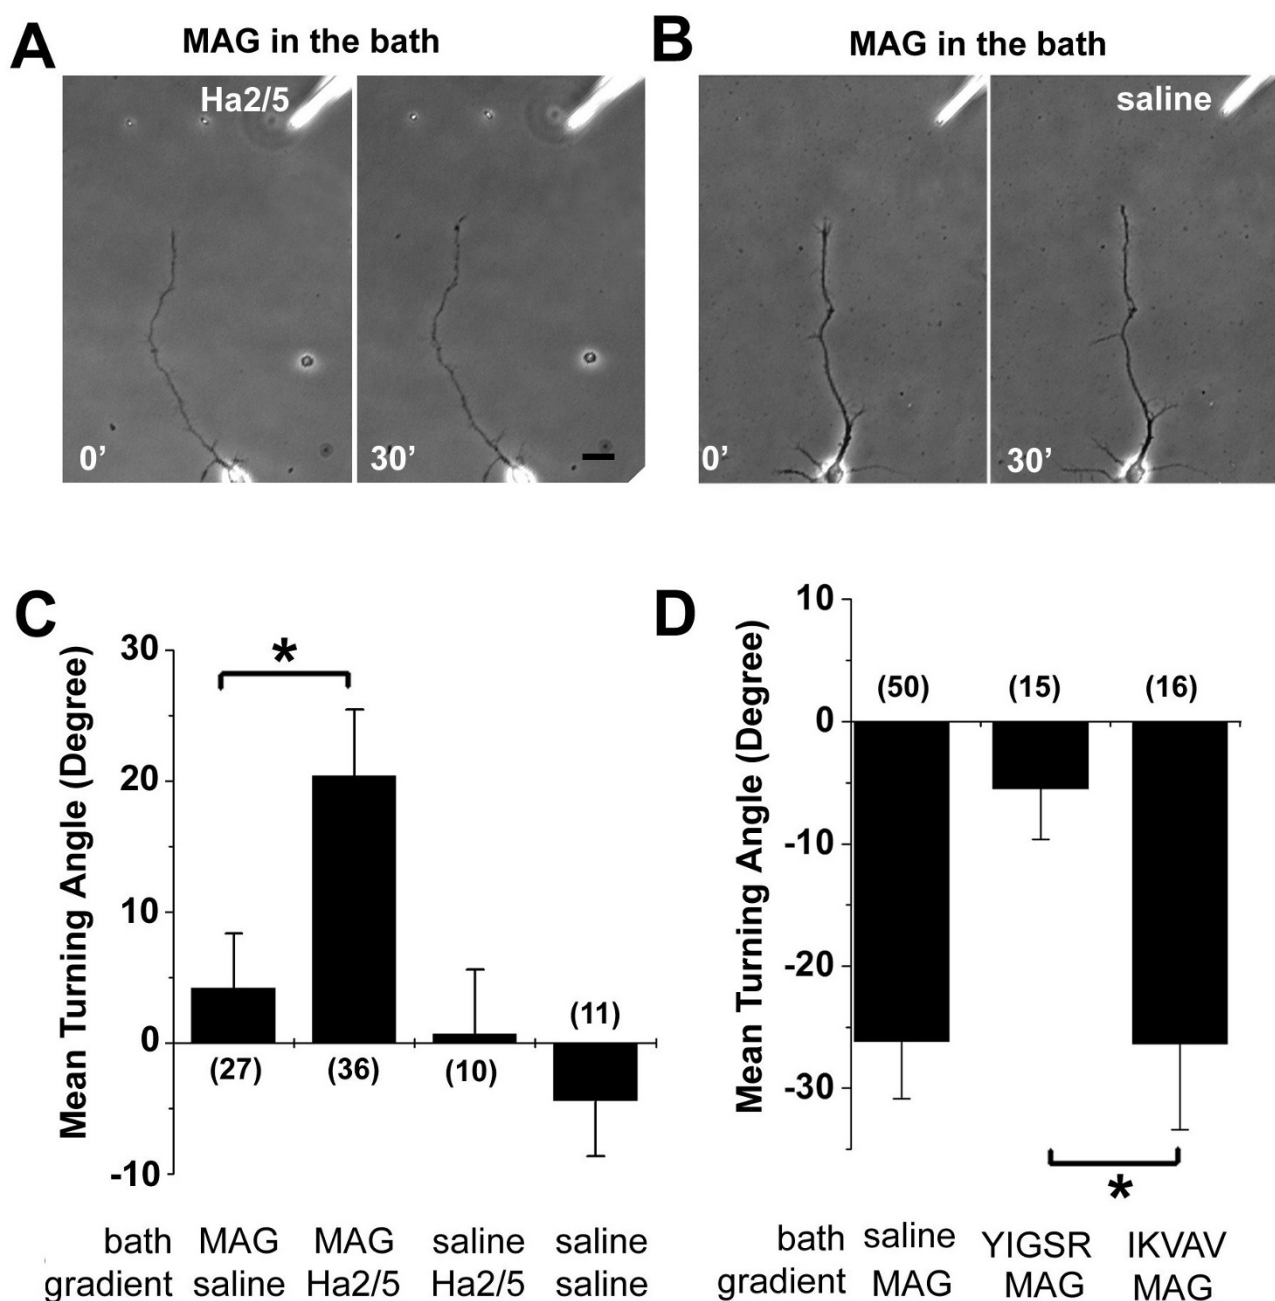 A
MAG in the bath
Ha2/5
0’
30’
B
MAG in the bath
saline
0’
30’
C
Mean Turning Angle (Degree)
30
20
10
0
-10
*
(27)
(36)
(10)
(11)
bath MAG MAG saline saline
gradient saline Ha2/5 Ha2/5 saline
D
Mean Turning Angle (Degree)
10
0
-10
-20
-30
(50) (15) (16)
*
bath saline YIGSR IKVAV
gradient MAG MAG MAG